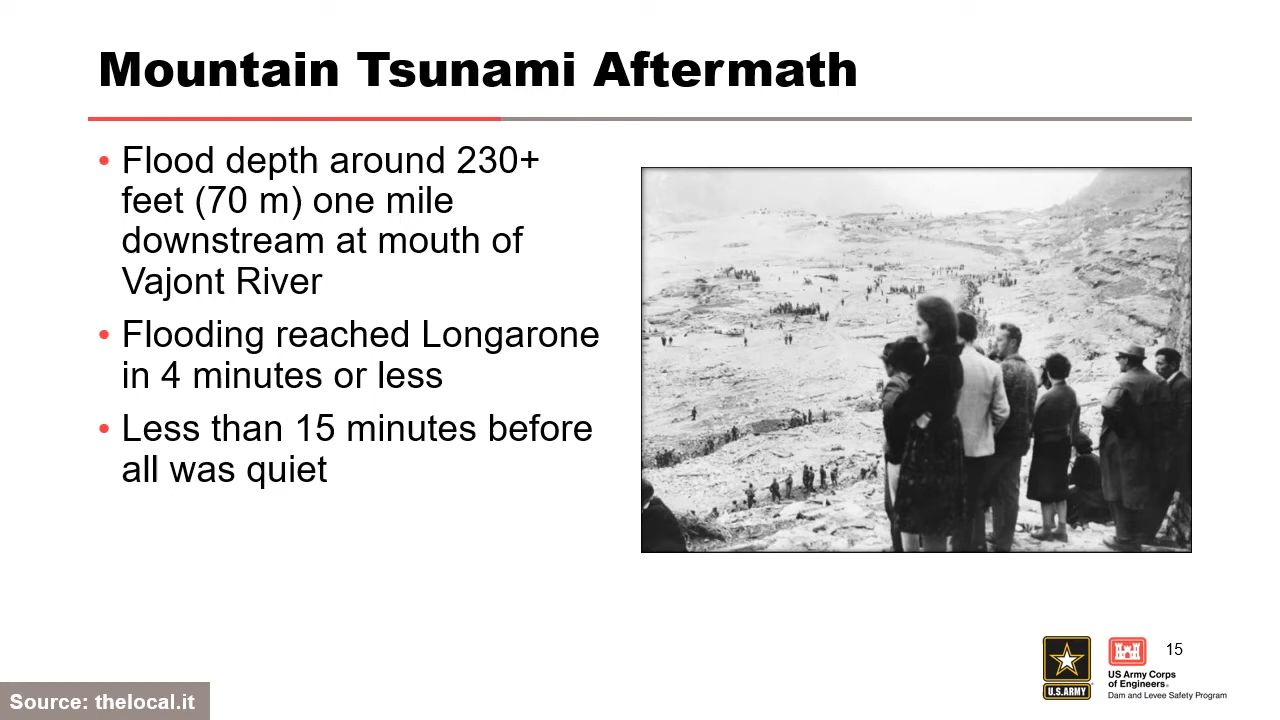 Mountain Tsunami Aftermath
• Flood depth around 230+
feet (70 m) one mile
downstream at mouth of
Vajont River
• Flooding reached Longarone
in 4 minutes or less
• Less than 15 minutes before
all was quiet
U.S.ARMY
US Army Corps
of Engineers®
Dam and Levee Safety Program
15
Source: thelocal.it